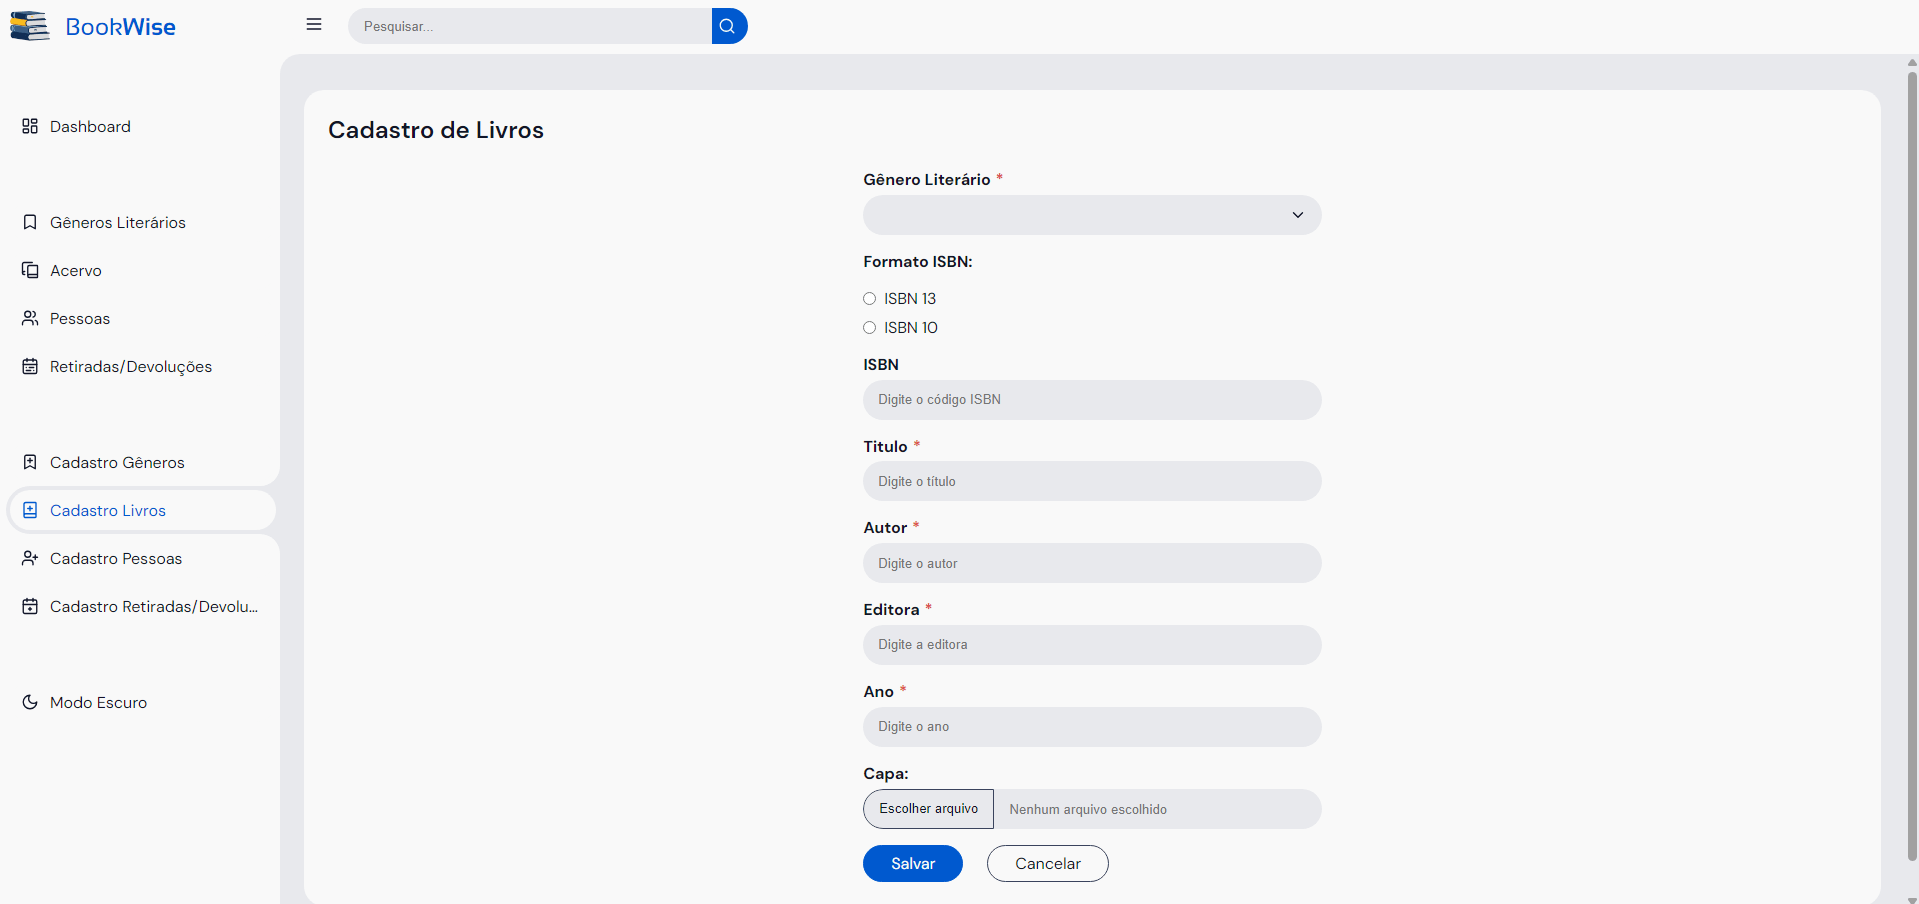 BookWise
Pesquisar...
Dashboard
Gêneros Literários
Acervo
Pessoas
Retiradas/Devoluções
Cadastro Gêneros
Cadastro Livros
Cadastro Pessoas
Cadastro Retiradas/Devolu...
Modo Escuro
Cadastro de Livros
Gênero Literário *
Formato ISBN:
ISBN 13
ISBN 10
ISBN
Digite o código ISBN
Titulo *
Digite o título
Autor *
Digite o autor
Editora *
Digite a editora
Ano *
Digite o ano
Capa:
Escolher arquivo Nenhum arquivo escolhido
Salvar Cancelar